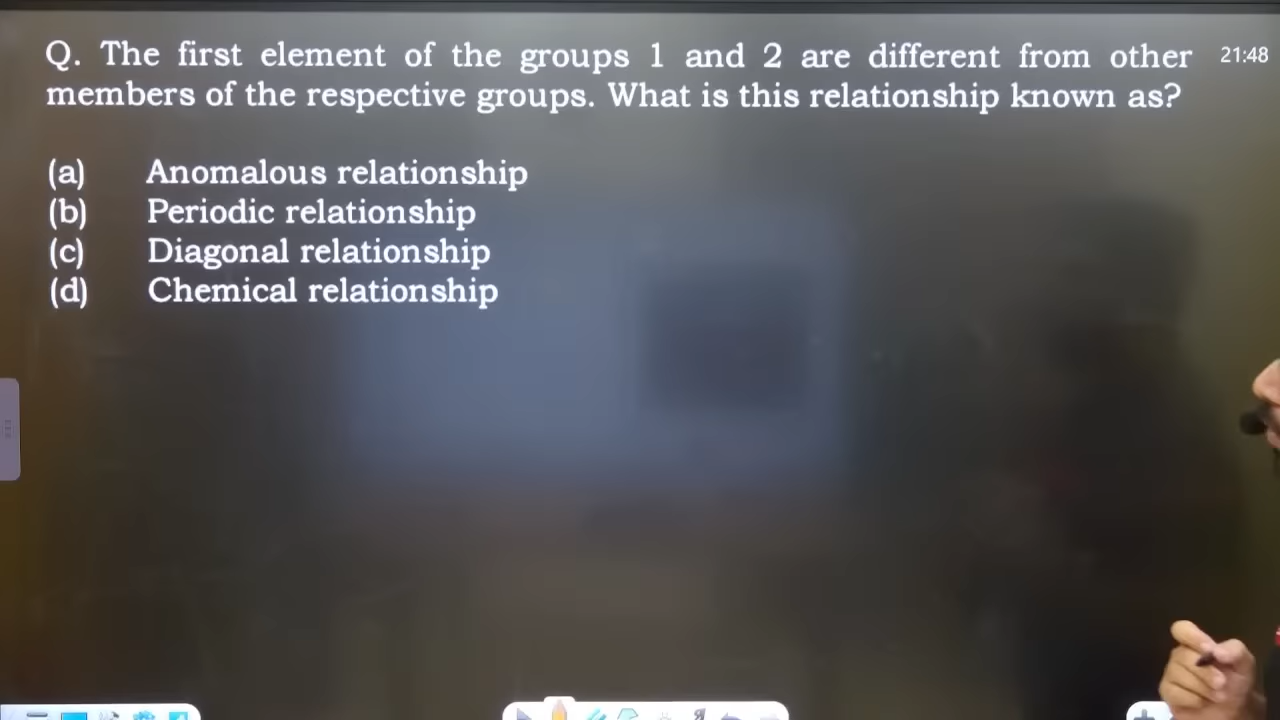 Q. The first element of the groups 1 and 2 are different from other
21:48
members of the respective groups. What is this relationship known as?
(a) Anomalous relationship
(b) Periodic relationship
(c) Diagonal relationship
(d) Chemical relationship